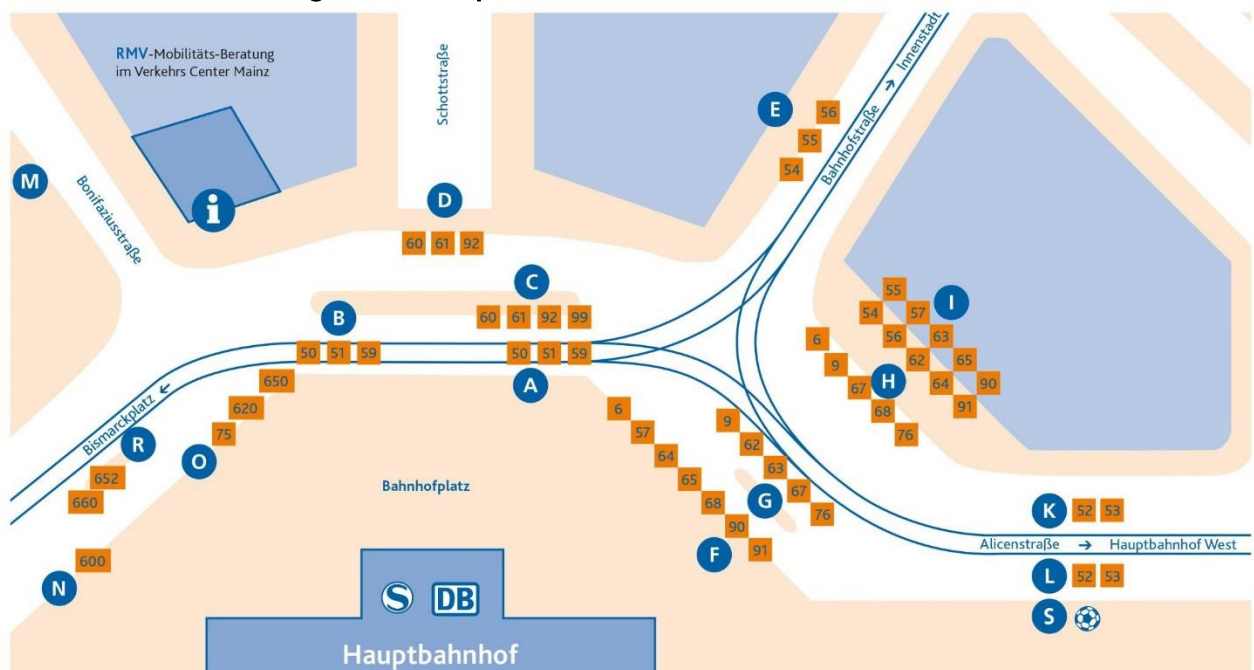 RMV-Mobilitäts-Beratung
im Verkehrs Center Mainz
Schottstraße
Bahnhofstraße → Innenstadt
E
56
55
54
M
Bonifaziusstraße
i
D
60 61 92
C
60 61 92 99
B
50 51 59
50 51 59
A
55
54 57 I
56 63
62 65
64 90
91
6
9
67 H
68
76
650
620
75
O
Bismarckplatz ←
R
652
660
600
N
Bahnhofplatz
6
57
64
65
68
90
F 91
9
62
63
67
G 76
K 52 53
Alicenstraße → Hauptbahnhof West
L 52 53
S
S DB
Hauptbahnhof